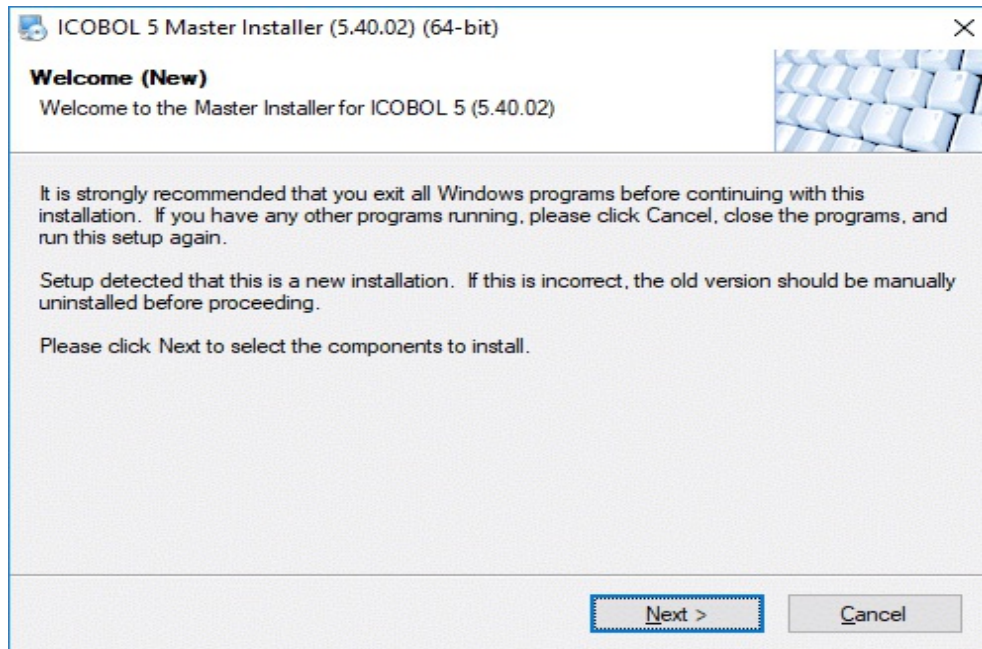 ICOBOL 5 Master Installer (5.40.02) (64-bit)
Welcome (New)
Welcome to the Master Installer for ICOBOL 5 (5.40.02)
It is strongly recommended that you exit all Windows programs before continuing with this
installation. If you have any other programs running, please click Cancel, close the programs, and
run this setup again.
Setup detected that this is a new installation. If this is incorrect, the old version should be manually
uninstalled before proceeding.
Please click Next to select the components to install.
Next >
Cancel